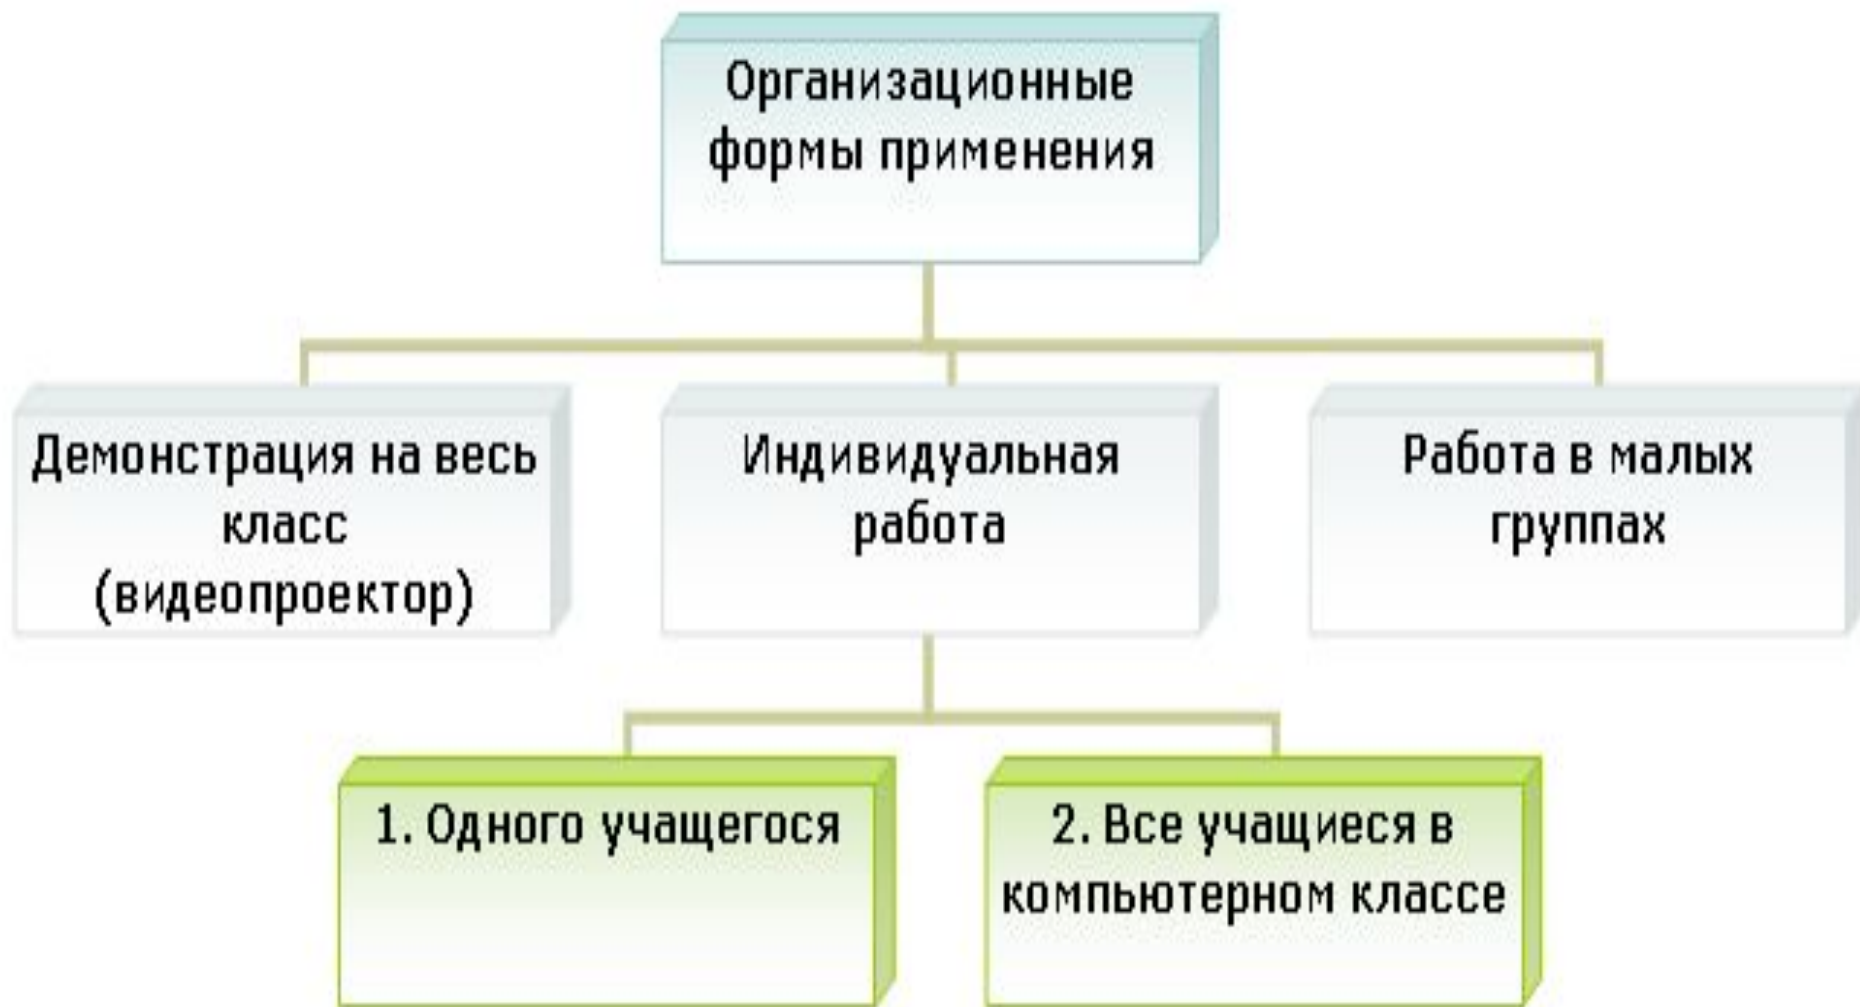 Организационные
формы применения
Демонстрация на весь
класс
(видеопроектор)
Индивидуальная
работа
Работа в малых
группах
1. Одного учащегося
2. Все учащиеся в
компьютерном классе